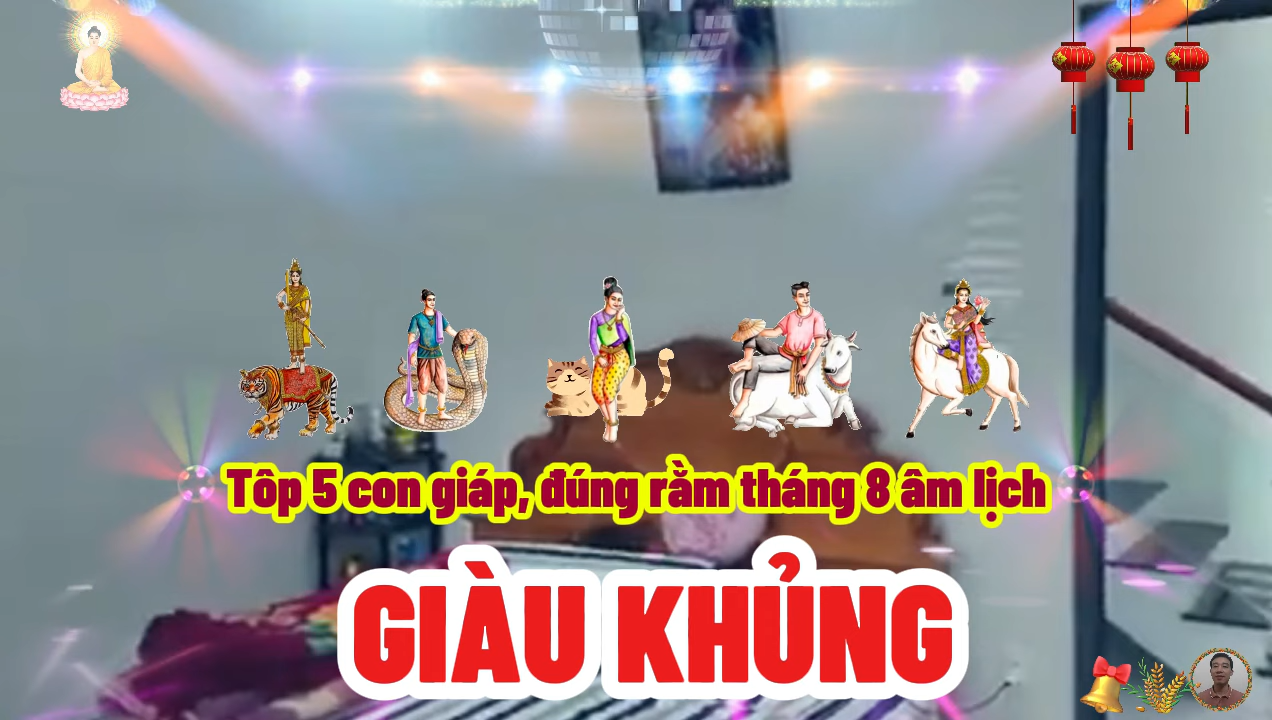 Tôp 5 con giáp, đúng rằm tháng 8 âm lịch
GIÀU KHỦNG